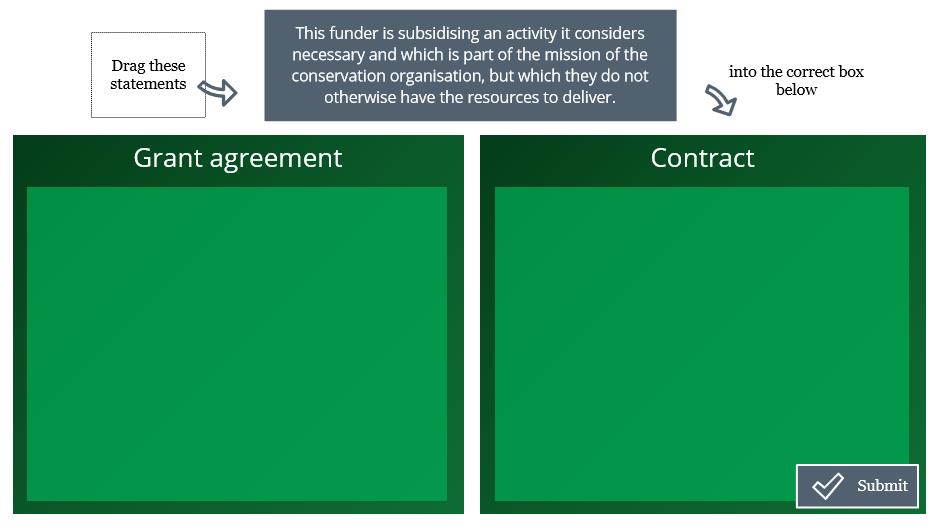 Drag these
statements
This funder is subsidising an activity it considers
necessary and which is part of the mission of the
conservation organisation, but which they do not
otherwise have the resources to deliver.
into the correct box
below
Grant agreement
Contract
Submit